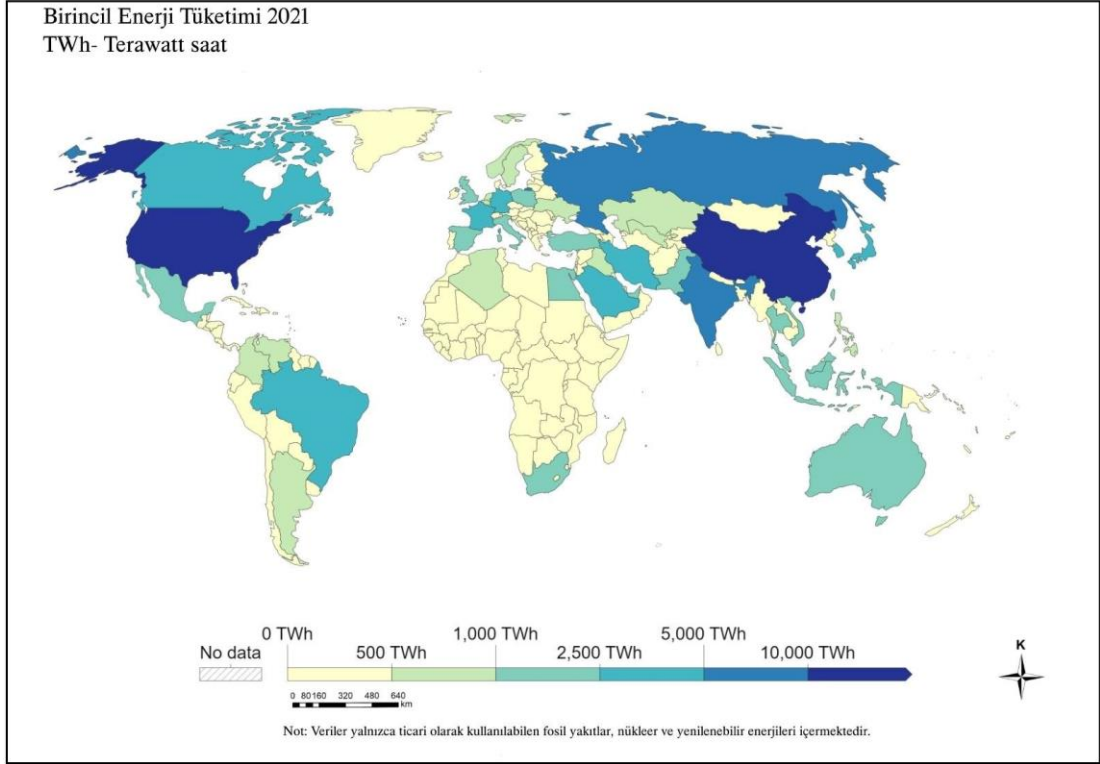 Birincil Enerji Tüketimi 2021
TWh- Terawatt saat
0 TWh 1,000 TWh 5,000 TWh
No data 500 TWh 2,500 TWh 10,000 TWh
K
0 80 160 320 480 640
km
Not: Veriler yalnızca ticari olarak kullanılabilen fosil yakıtlar, nükleer ve yenilenebilir enerjileri içermektedir.